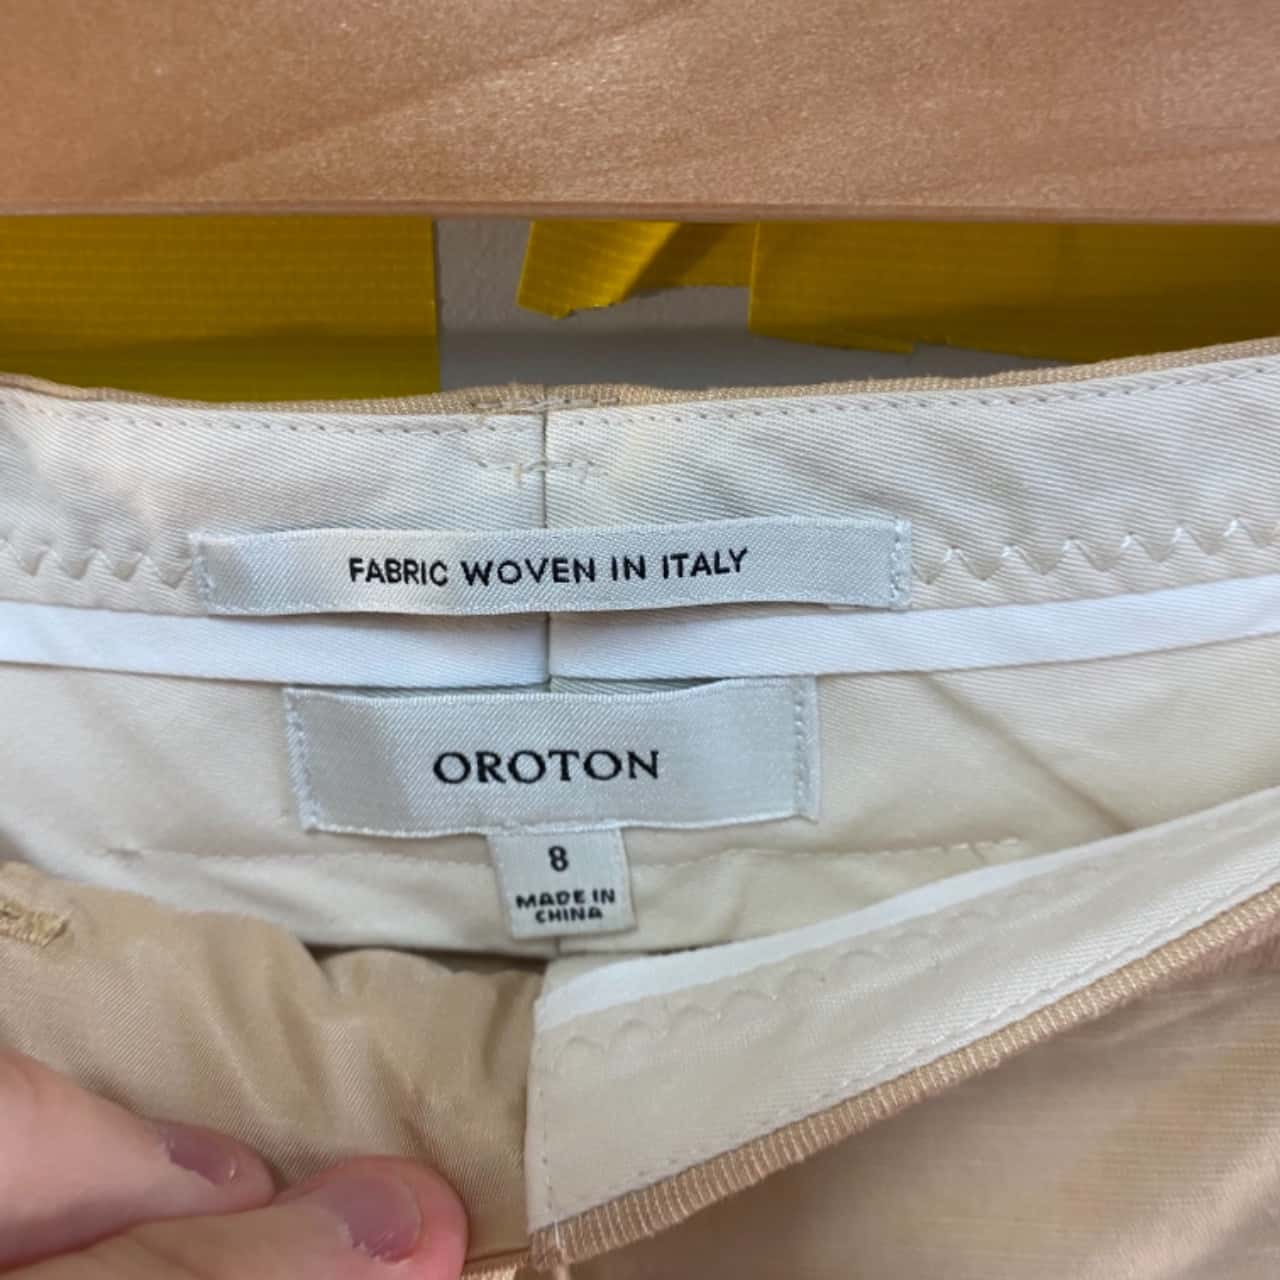 FABRIC WOVEN IN ITALY
OROTON
8
MADE IN
CHINA